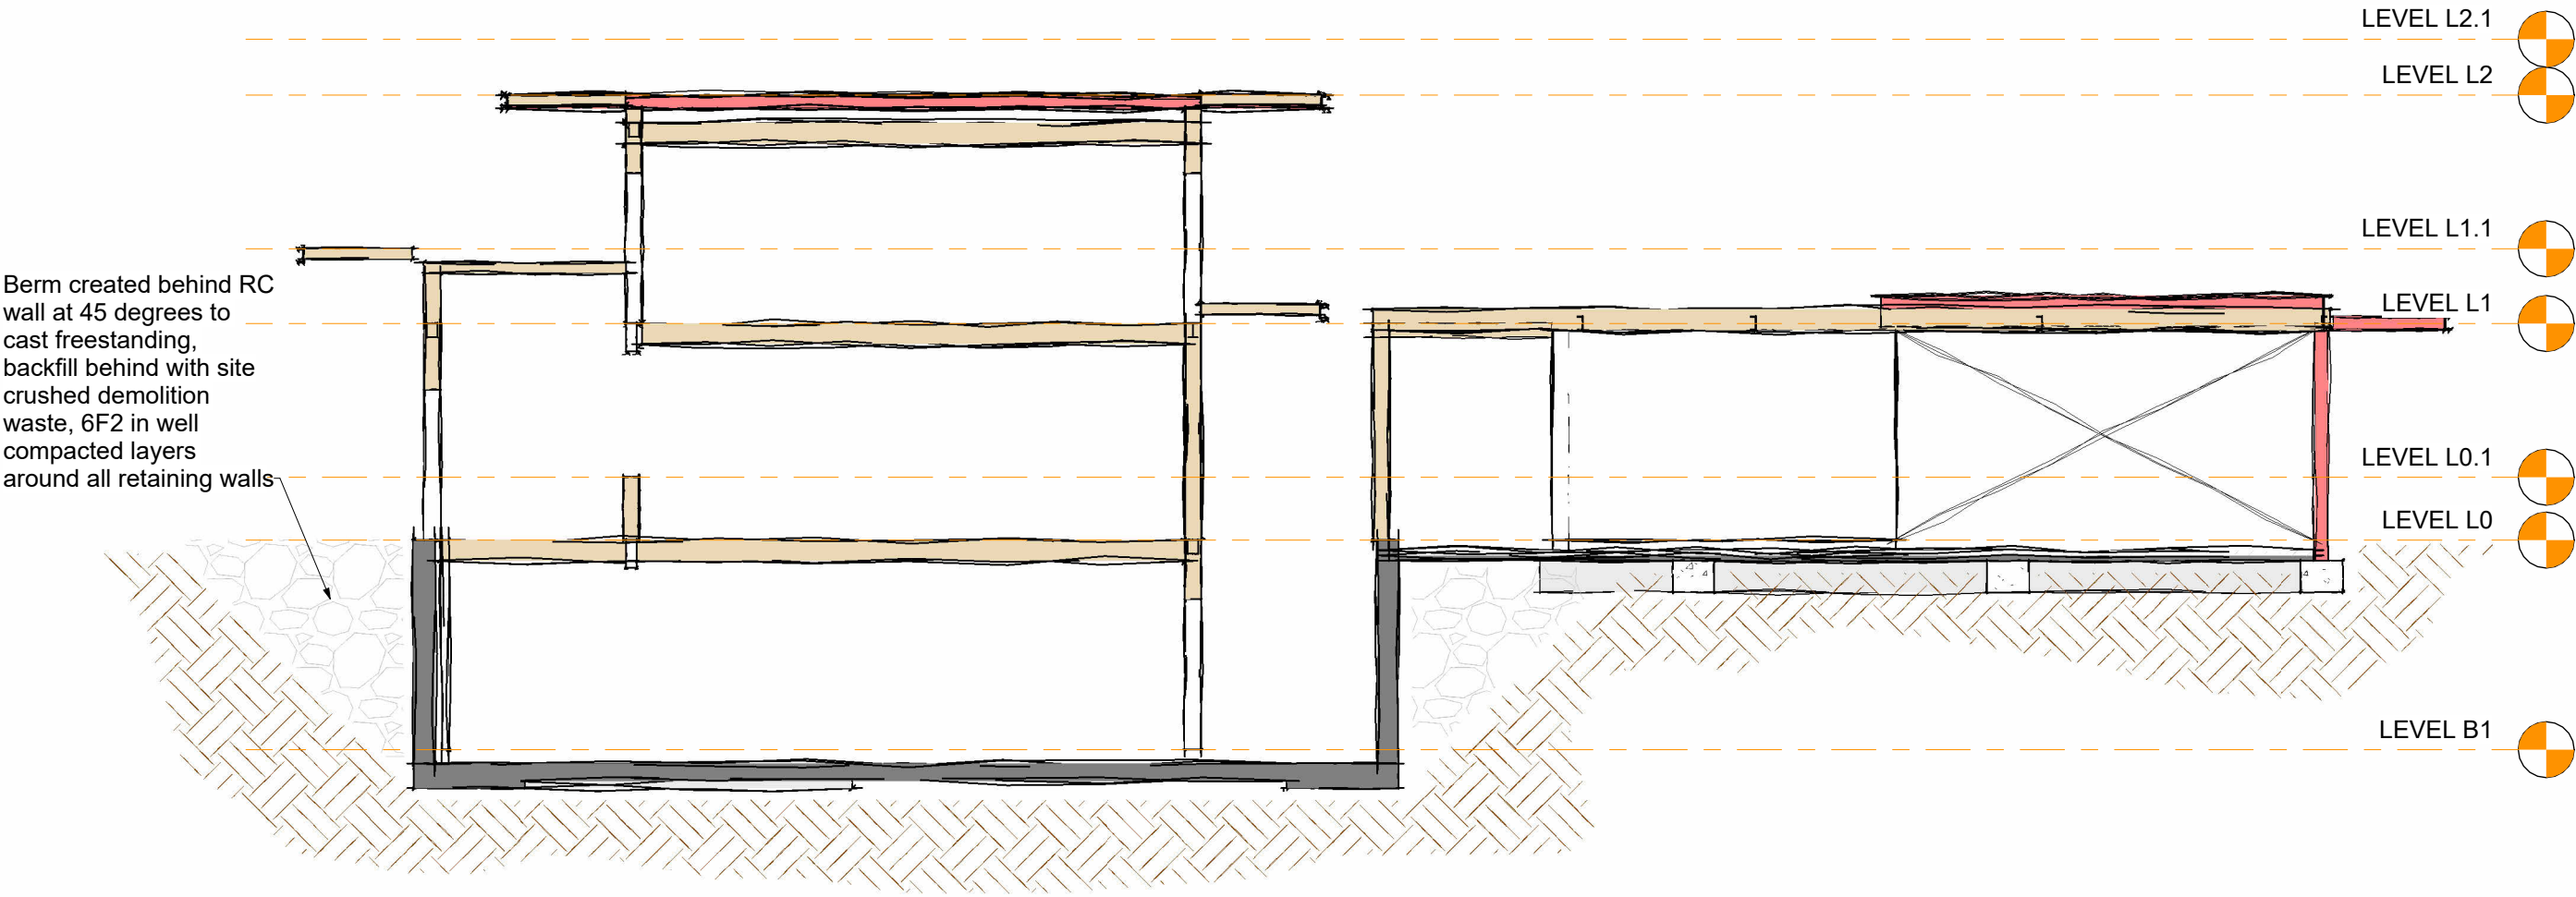 LEVEL L2.1
LEVEL L2
LEVEL L1.1
Berm created behind RC
wall at 45 degrees to
cast freestanding,
backfill behind with site
crushed demolition
waste, 6F2 in well
compacted layers
around all retaining walls
LEVEL L1
LEVEL L0.1
LEVEL L0
LEVEL B1